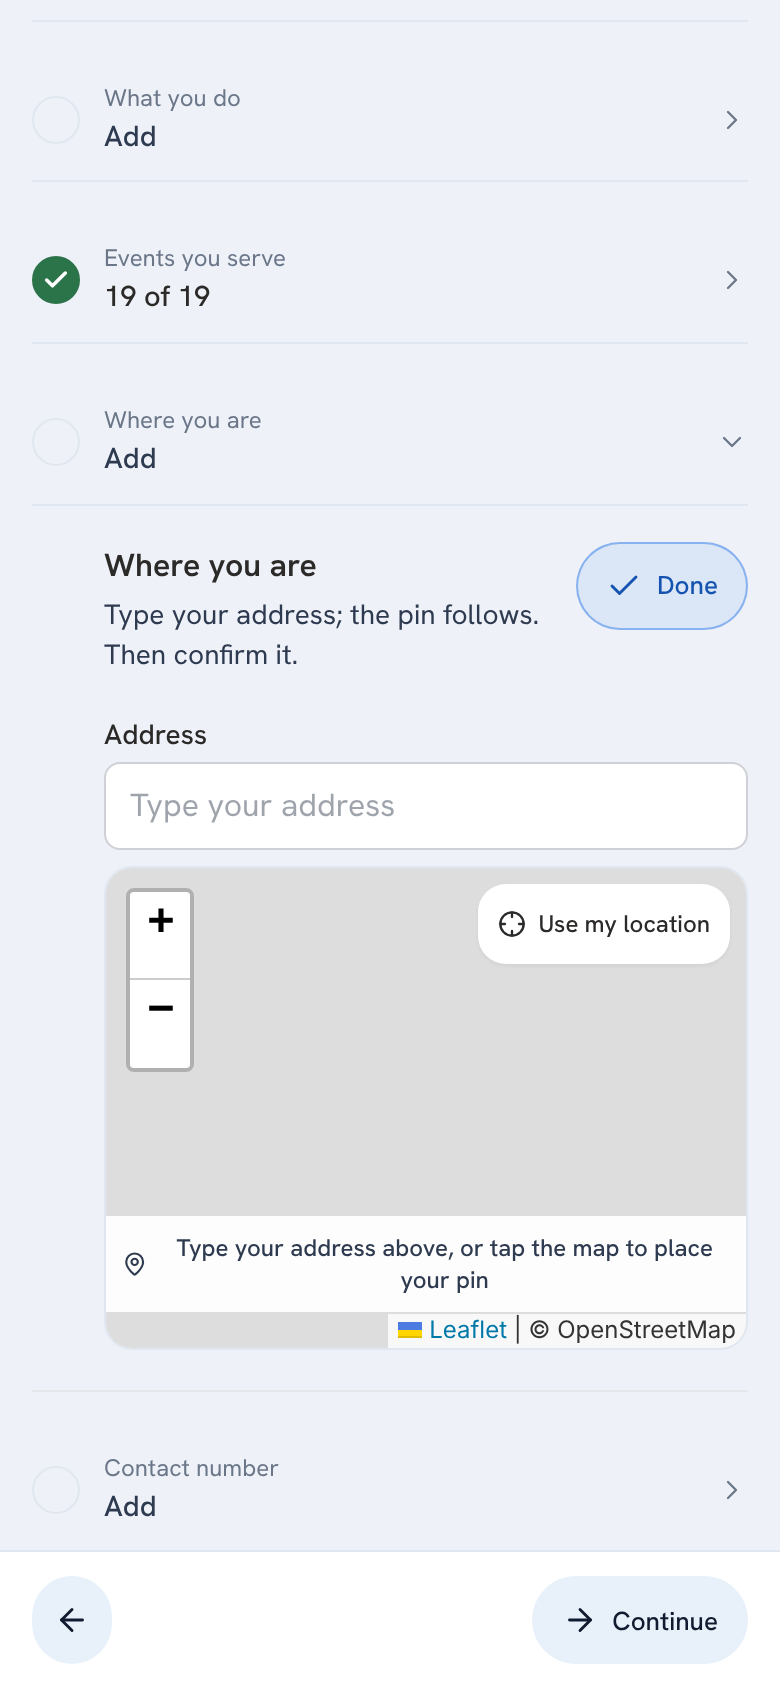 What you do
Add
Events you serve
19 of 19
Where you are
Add
Where you are
Done
Type your address; the pin follows.
Then confirm it.
Address
Type your address
+
Use my location
−
Type your address above, or tap the map to place
your pin
Leaflet | © OpenStreetMap
Contact number
Add
Continue